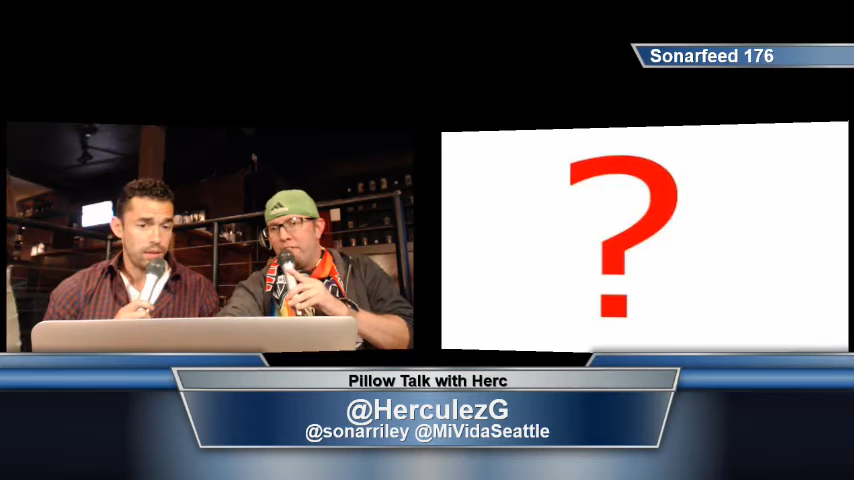 Sonarfeed 176
?
Pillow Talk with Herc
@HerculezG
@sonarriley @MiVidaSeattle